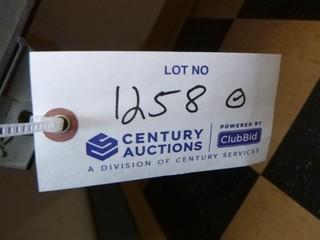 LOT NO
1258 0
CENTURY AUCTIONS
POWERED BY ClubBid
A DIVISION OF CENTURY SERVICES